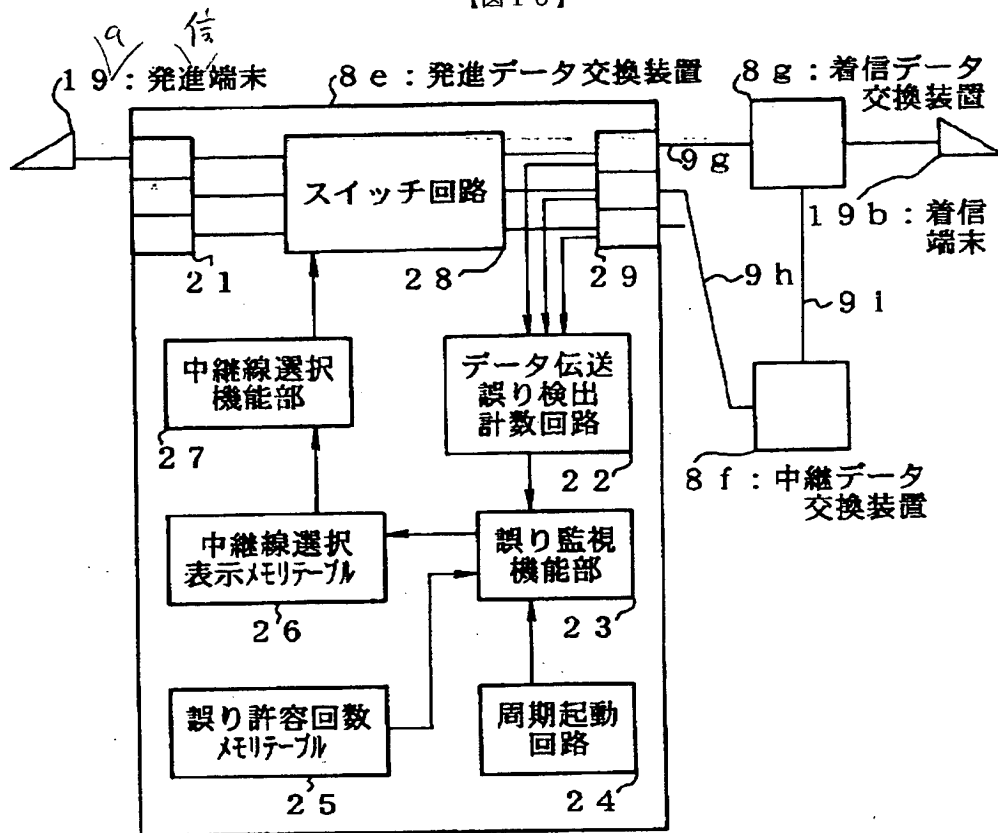 a
信
19：発進端末
8e：発進データ交換装置
8g：着信データ
交換装置
スイッチ回路
9g
19b：着信
端末
21
28
29
9h
9i
中継線選択
機能部
データ伝送
誤り検出
計数回路
27
22
8f：中継データ
交換装置
中継線選択
表示メモリテーブル
誤り監視
機能部
26
23
誤り許容回数
メモリテーブル
周期起動
回路
25
24